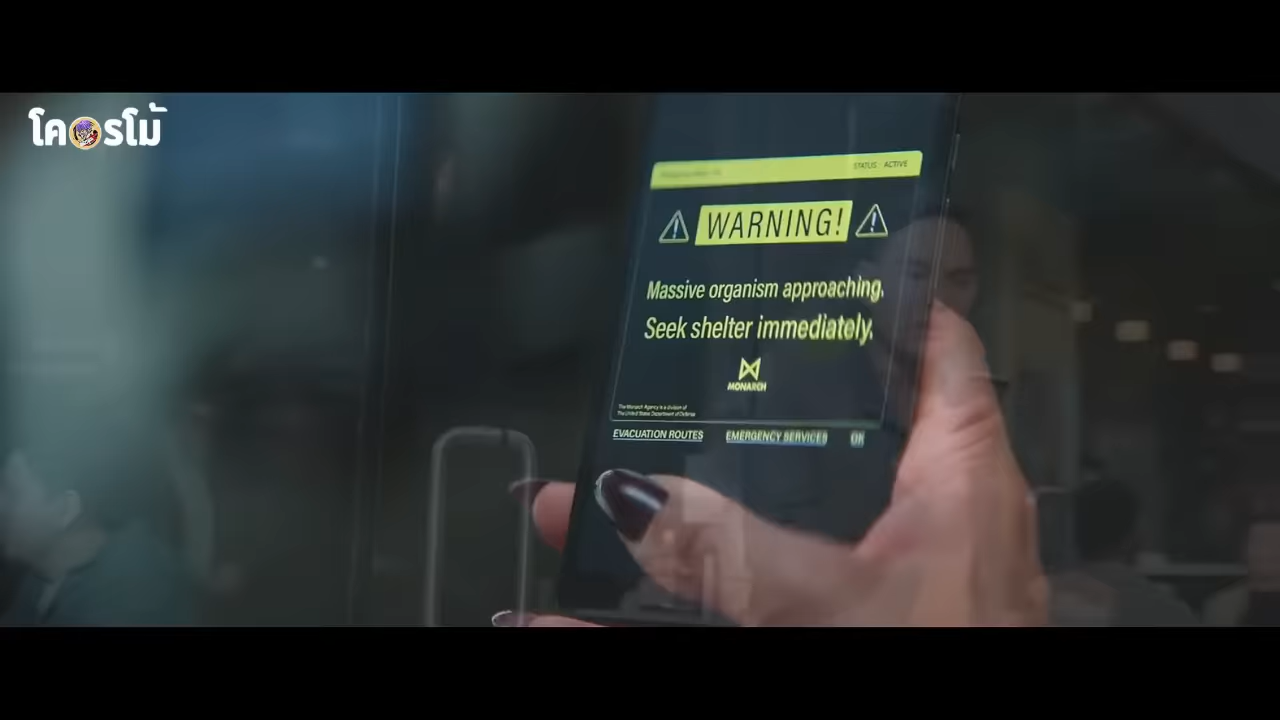 โคตรโม้
STATUS ACTIVE
WARNING!
Massive organism approaching.
Seek shelter immediately.
MONARCH
The Monarch Agency is a division of
The United States Department of Defense
EVACUATION ROUTES EMERGENCY SERVICES OK